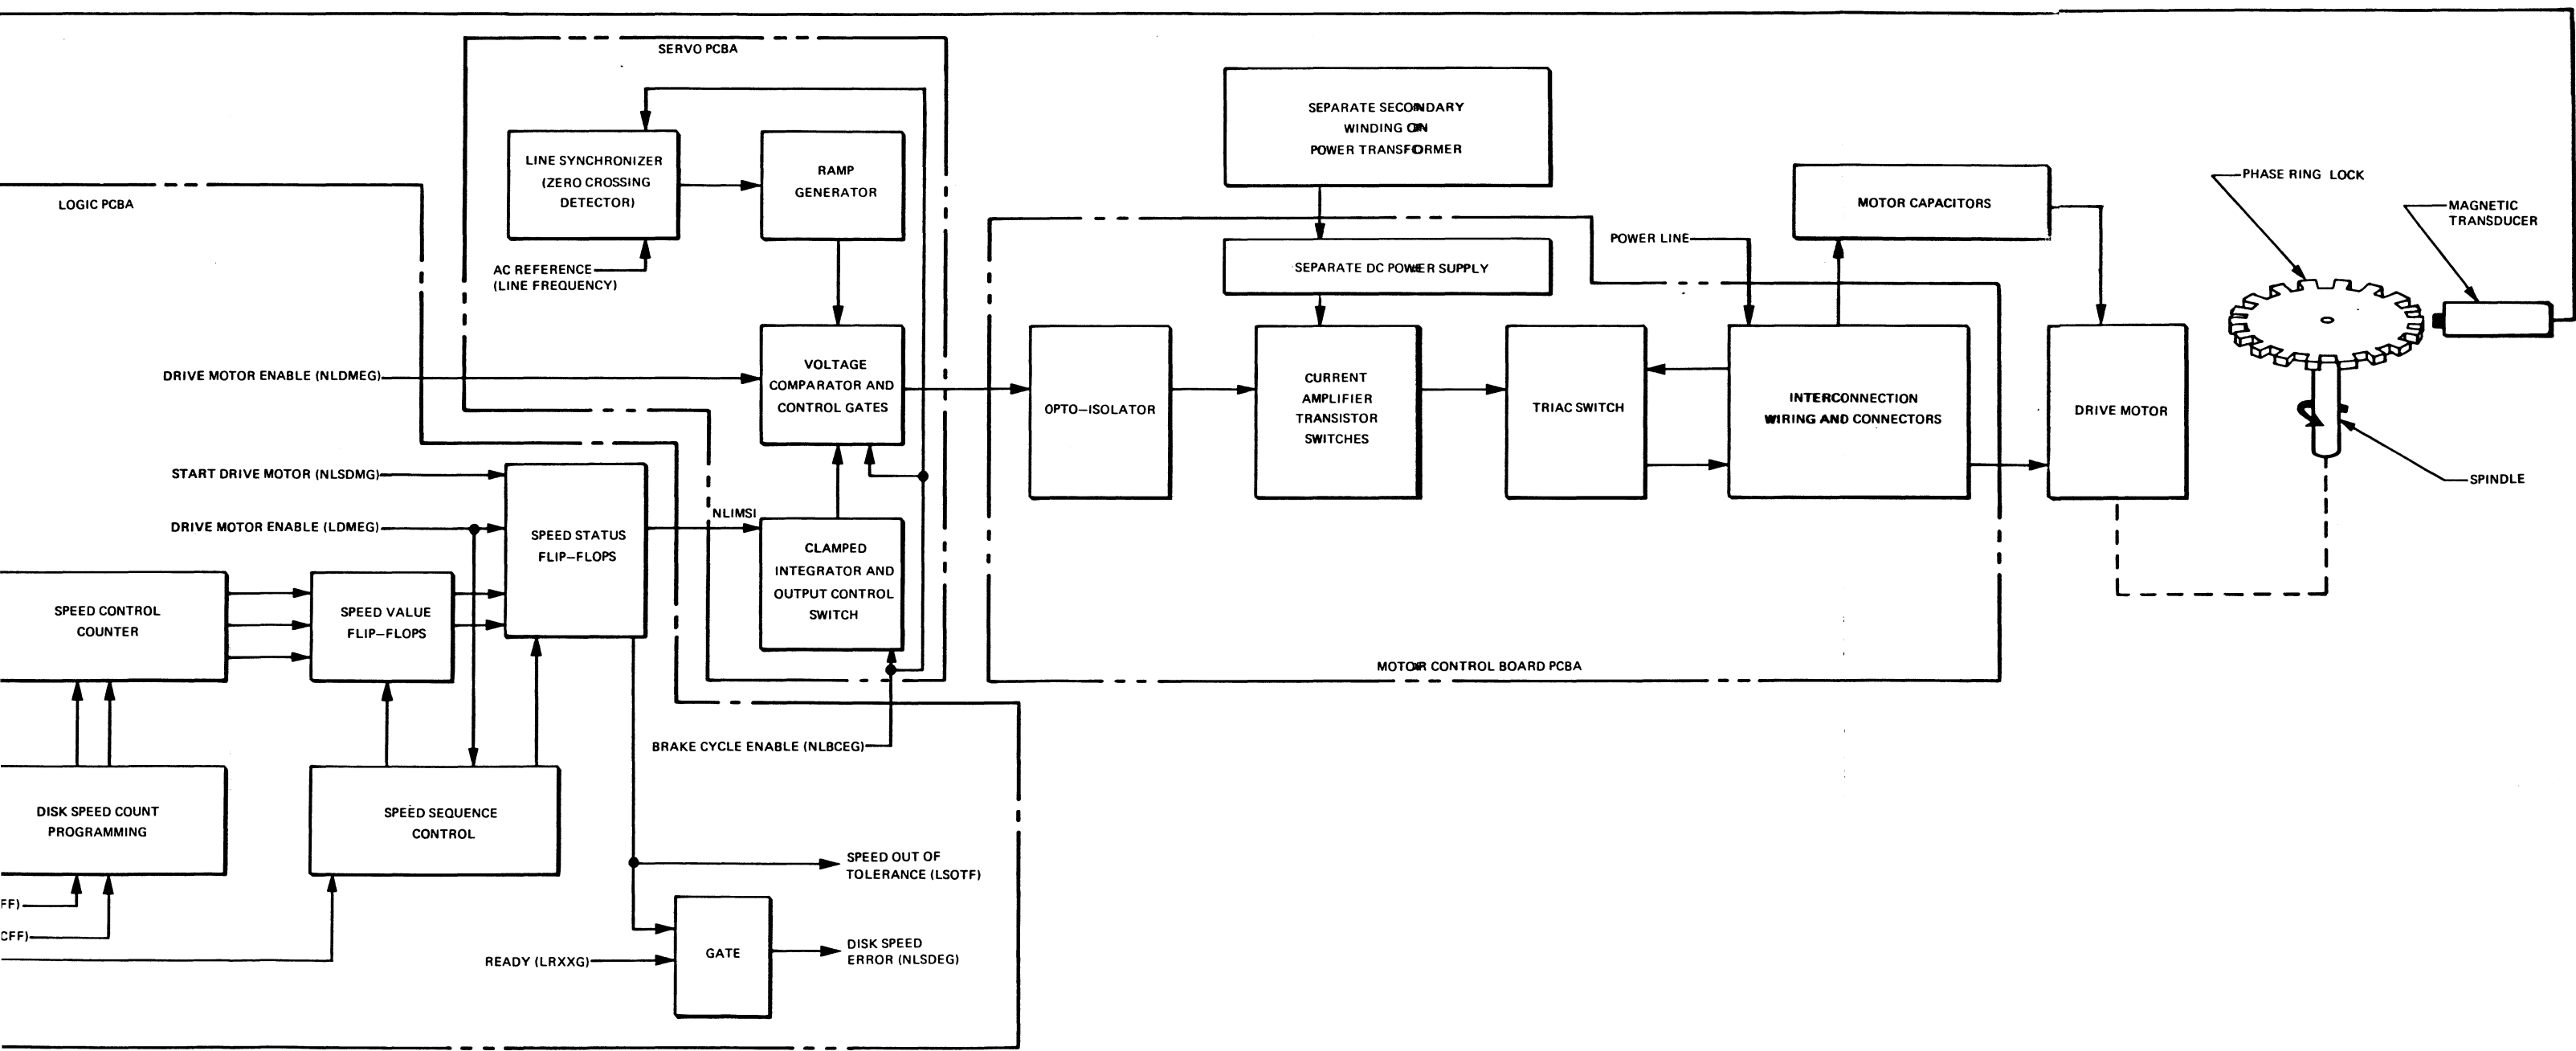 SERVO PCBA
LOGIC PCBA
LINE SYNCHRONIZER
(ZERO CROSSING
DETECTOR)
RAMP
GENERATOR
AC REFERENCE
(LINE FREQUENCY)
SEPARATE SECONDARY
WINDING ON
POWER TRANSFORMER
SEPARATE DC POWER SUPPLY
POWER LINE
MOTOR CAPACITORS
PHASE RING LOCK
MAGNETIC
TRANSDUCER
DRIVE MOTOR ENABLE (NLDMEG)
VOLTAGE
COMPARATOR AND
CONTROL GATES
OPTO-ISOLATOR
CURRENT
AMPLIFIER
TRANSISTOR
SWITCHES
TRIAC SWITCH
INTERCONNECTION
WIRING AND CONNECTORS
DRIVE MOTOR
SPINDLE
START DRIVE MOTOR (NLSDMG)
DRIVE MOTOR ENABLE (LDMEG)
SPEED STATUS
FLIP-FLOPS
NLIMSI
CLAMPED
INTEGRATOR AND
OUTPUT CONTROL
SWITCH
SPEED CONTROL
COUNTER
SPEED VALUE
FLIP-FLOPS
MOTOR CONTROL BOARD PCBA
BRAKE CYCLE ENABLE (NLBCEG)
DISK SPEED COUNT
PROGRAMMING
SPEED SEQUENCE
CONTROL
SPEED OUT OF
TOLERANCE (LSOTF)
FF)
CFF)
READY (LRXXG)
GATE
DISK SPEED
ERROR (NLSDEG)